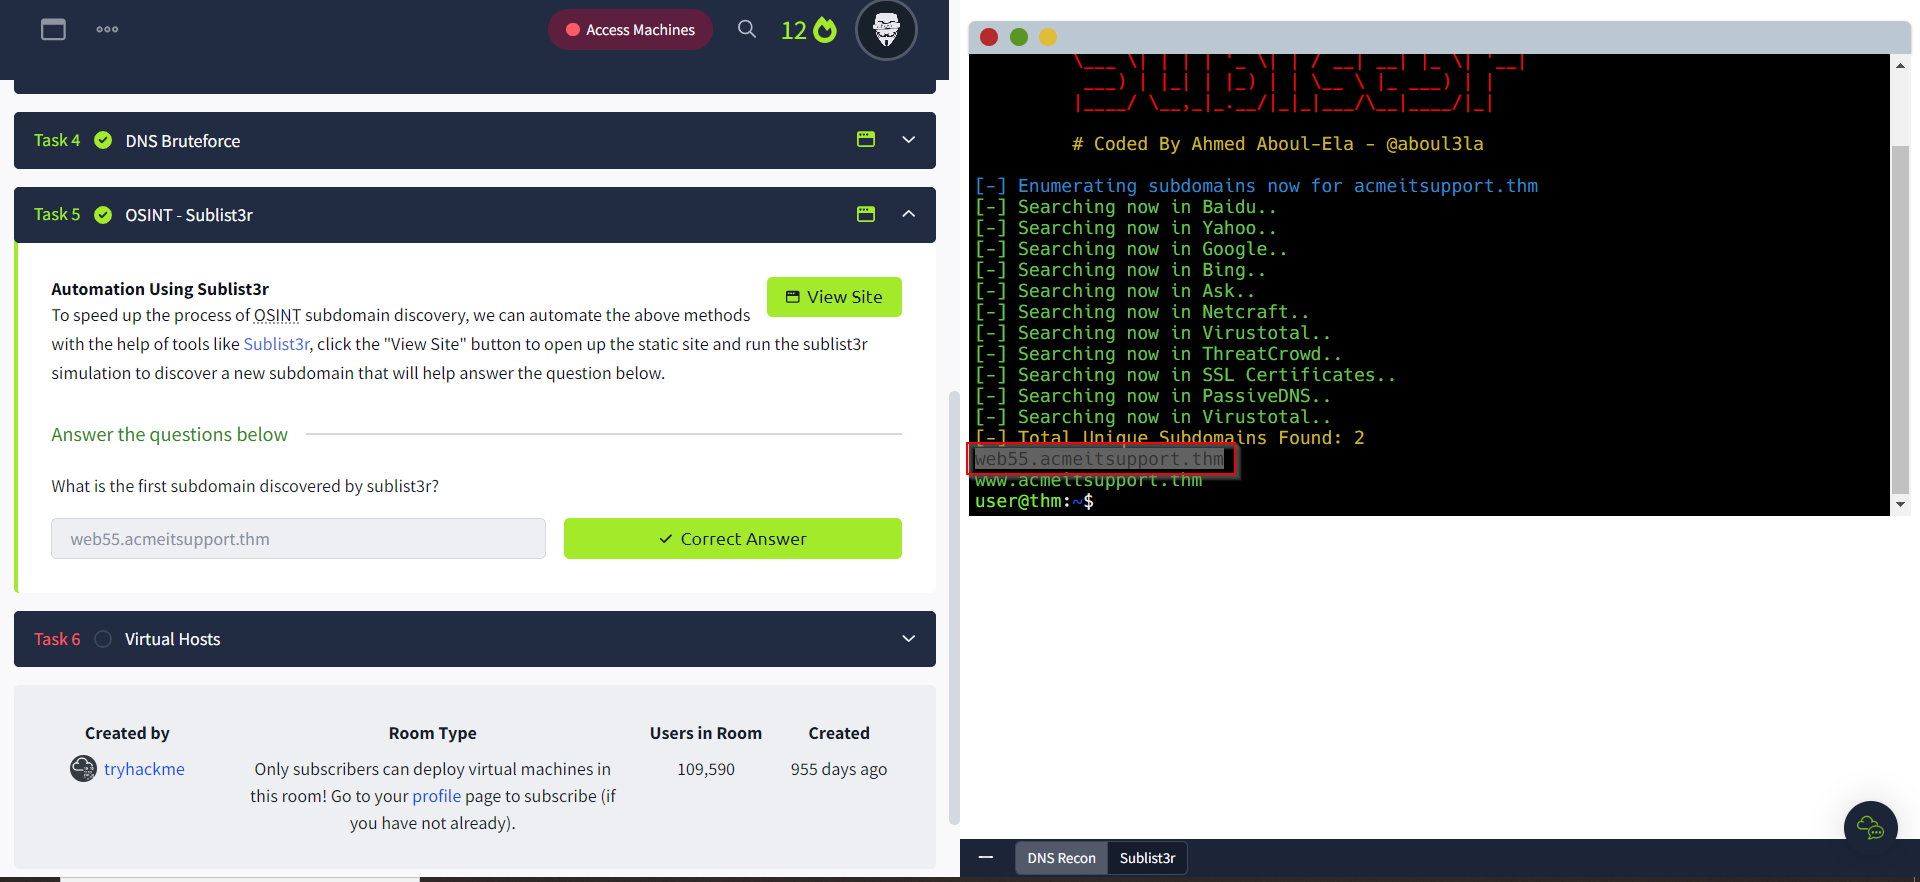 Access Machines
12
Task 4 DNS Bruteforce
Task 5 OSINT - Sublist3r
Automation Using Sublist3r
View Site
To speed up the process of OSINT subdomain discovery, we can automate the above methods
with the help of tools like Sublist3r, click the "View Site" button to open up the static site and run the sublist3r
simulation to discover a new subdomain that will help answer the question below.
Answer the questions below
What is the first subdomain discovered by sublist3r?
web55.acmeitsupport.thm
Correct Answer
Task 6 Virtual Hosts
Created by
tryhackme
Room Type
Only subscribers can deploy virtual machines in
this room! Go to your profile page to subscribe (if
you have not already).
Users in Room
109,590
Created
955 days ago
# Coded By Ahmed Aboul-Ela - @aboul3la
[-] Enumerating subdomains now for acmeitsupport.thm
[-] Searching now in Baidu..
[-] Searching now in Yahoo..
[-] Searching now in Google..
[-] Searching now in Bing..
[-] Searching now in Ask..
[-] Searching now in Netcraft..
[-] Searching now in Virustotal..
[-] Searching now in ThreatCrowd..
[-] Searching now in SSL Certificates..
[-] Searching now in PassiveDNS..
[-] Searching now in Virustotal..
[-] Total Unique Subdomains Found: 2
web55.acmeitsupport.thm
www.acmeitsupport.thm
user@thm:~$
DNS Recon
Sublist3r